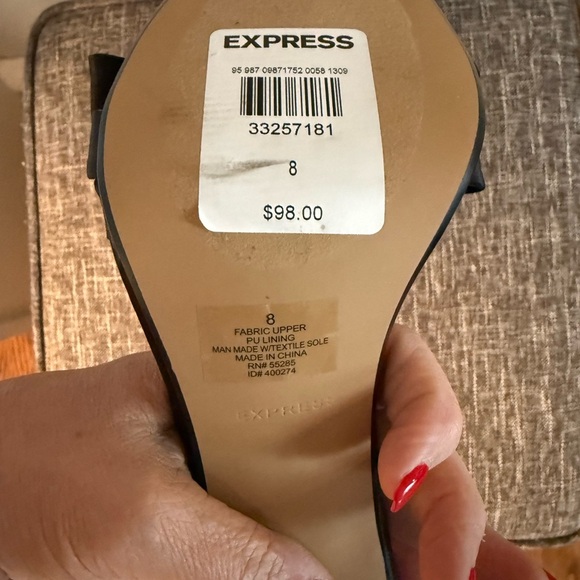 EXPRESS
95 987 09871752 0058 1309
33257181
8
$98.00
8
FABRIC UPPER
PU LINING
MAN MADE W/TEXTILE SOLE
MADE IN CHINA
RN# 55285
ID# 400274
EXPRESS